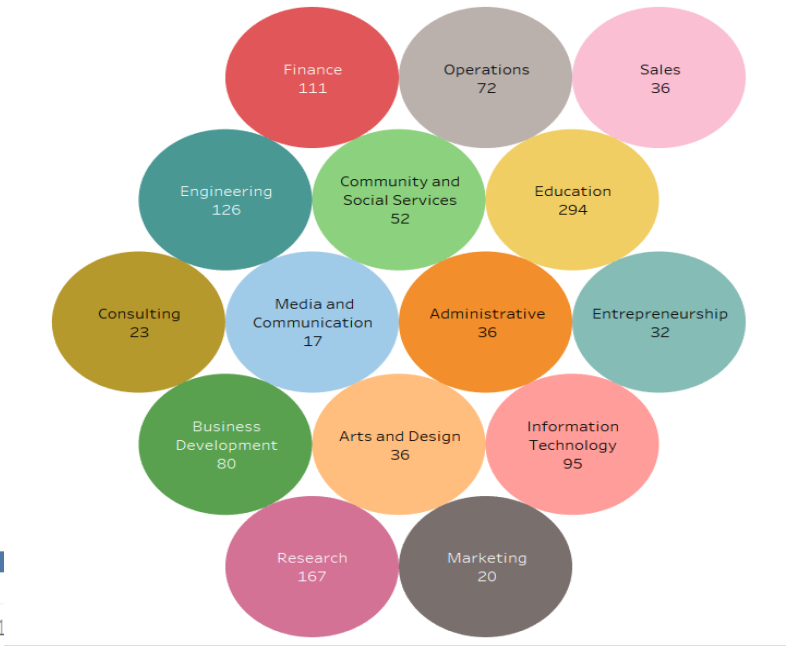 Finance
111
Operations
72
Sales
36
Engineering
126
Community and
Social Services
52
Education
294
Consulting
23
Media and
Communication
17
Administrative
36
Entrepreneurship
32
Business
Development
80
Arts and Design
36
Information
Technology
95
Research
167
Marketing
20